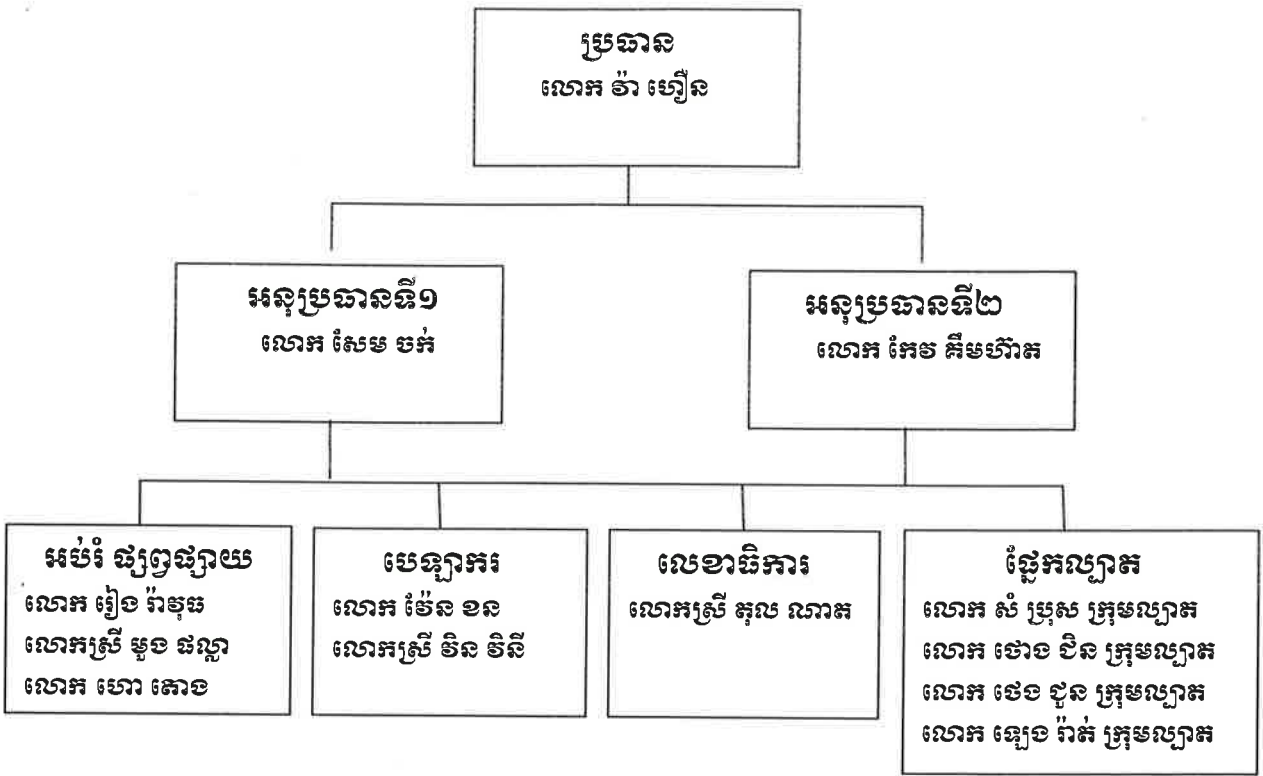 ប្រធាន
លោក វ៉ា ហឿន
អនុប្រធានទី១
លោក សែម ចក់
អនុប្រធានទី២
លោក កែវ គឹមហ៊ាត
អប់រំ ផ្សព្វផ្សាយ
លោក រៀង រ៉ាវុធ
លោកស្រី មួង ផល្លា
លោក ហោ តោង
បេឡាករ
លោក វ៉ែន ខន
លោកស្រី វិន វិនី
លេខាធិការ
លោកស្រី តុល ណាត
ផ្នែកល្បាត
លោក សំ ប្រុស ក្រុមល្បាត
លោក ថោង ជិន ក្រុមល្បាត
លោក ថេង ជួន ក្រុមល្បាត
លោក ឡេង រ៉ាត់ ក្រុមល្បាត